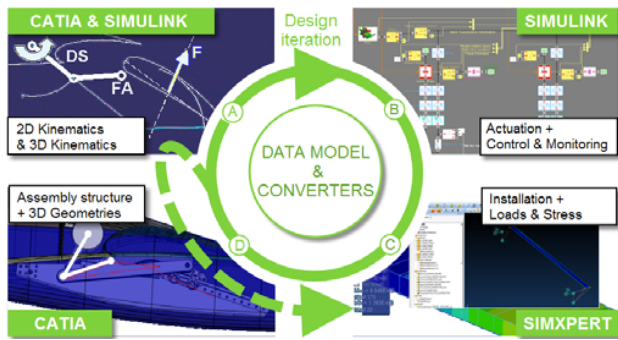 CATIA & SIMULINK
Design
iteration
SIMULINK
α
DS
FA
F
A
B
2D Kinematics
& 3D Kinematics
Actuation +
Control & Monitoring
DATA MODEL
&
CONVERTERS
Assembly structure
+ 3D Geometries
Installation +
Loads & Stress
D
C
CATIA
SIMXPERT